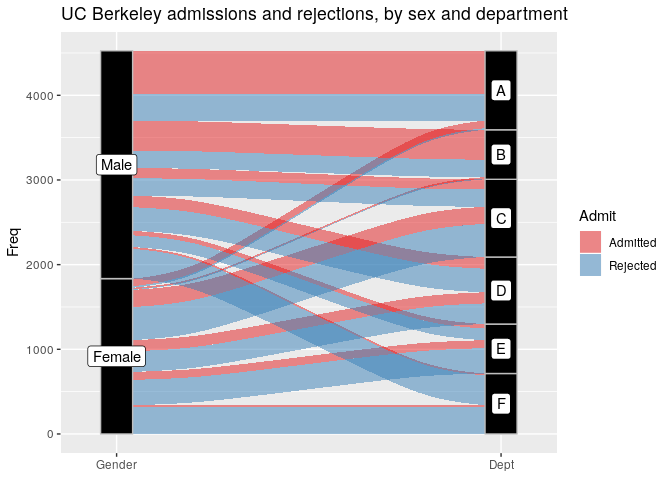 UC Berkeley admissions and rejections, by sex and department
Freq
4000
3000
2000
1000
0
Male
Female
A
B
C
D
E
F
Gender
Dept
Admit
Admitted
Rejected